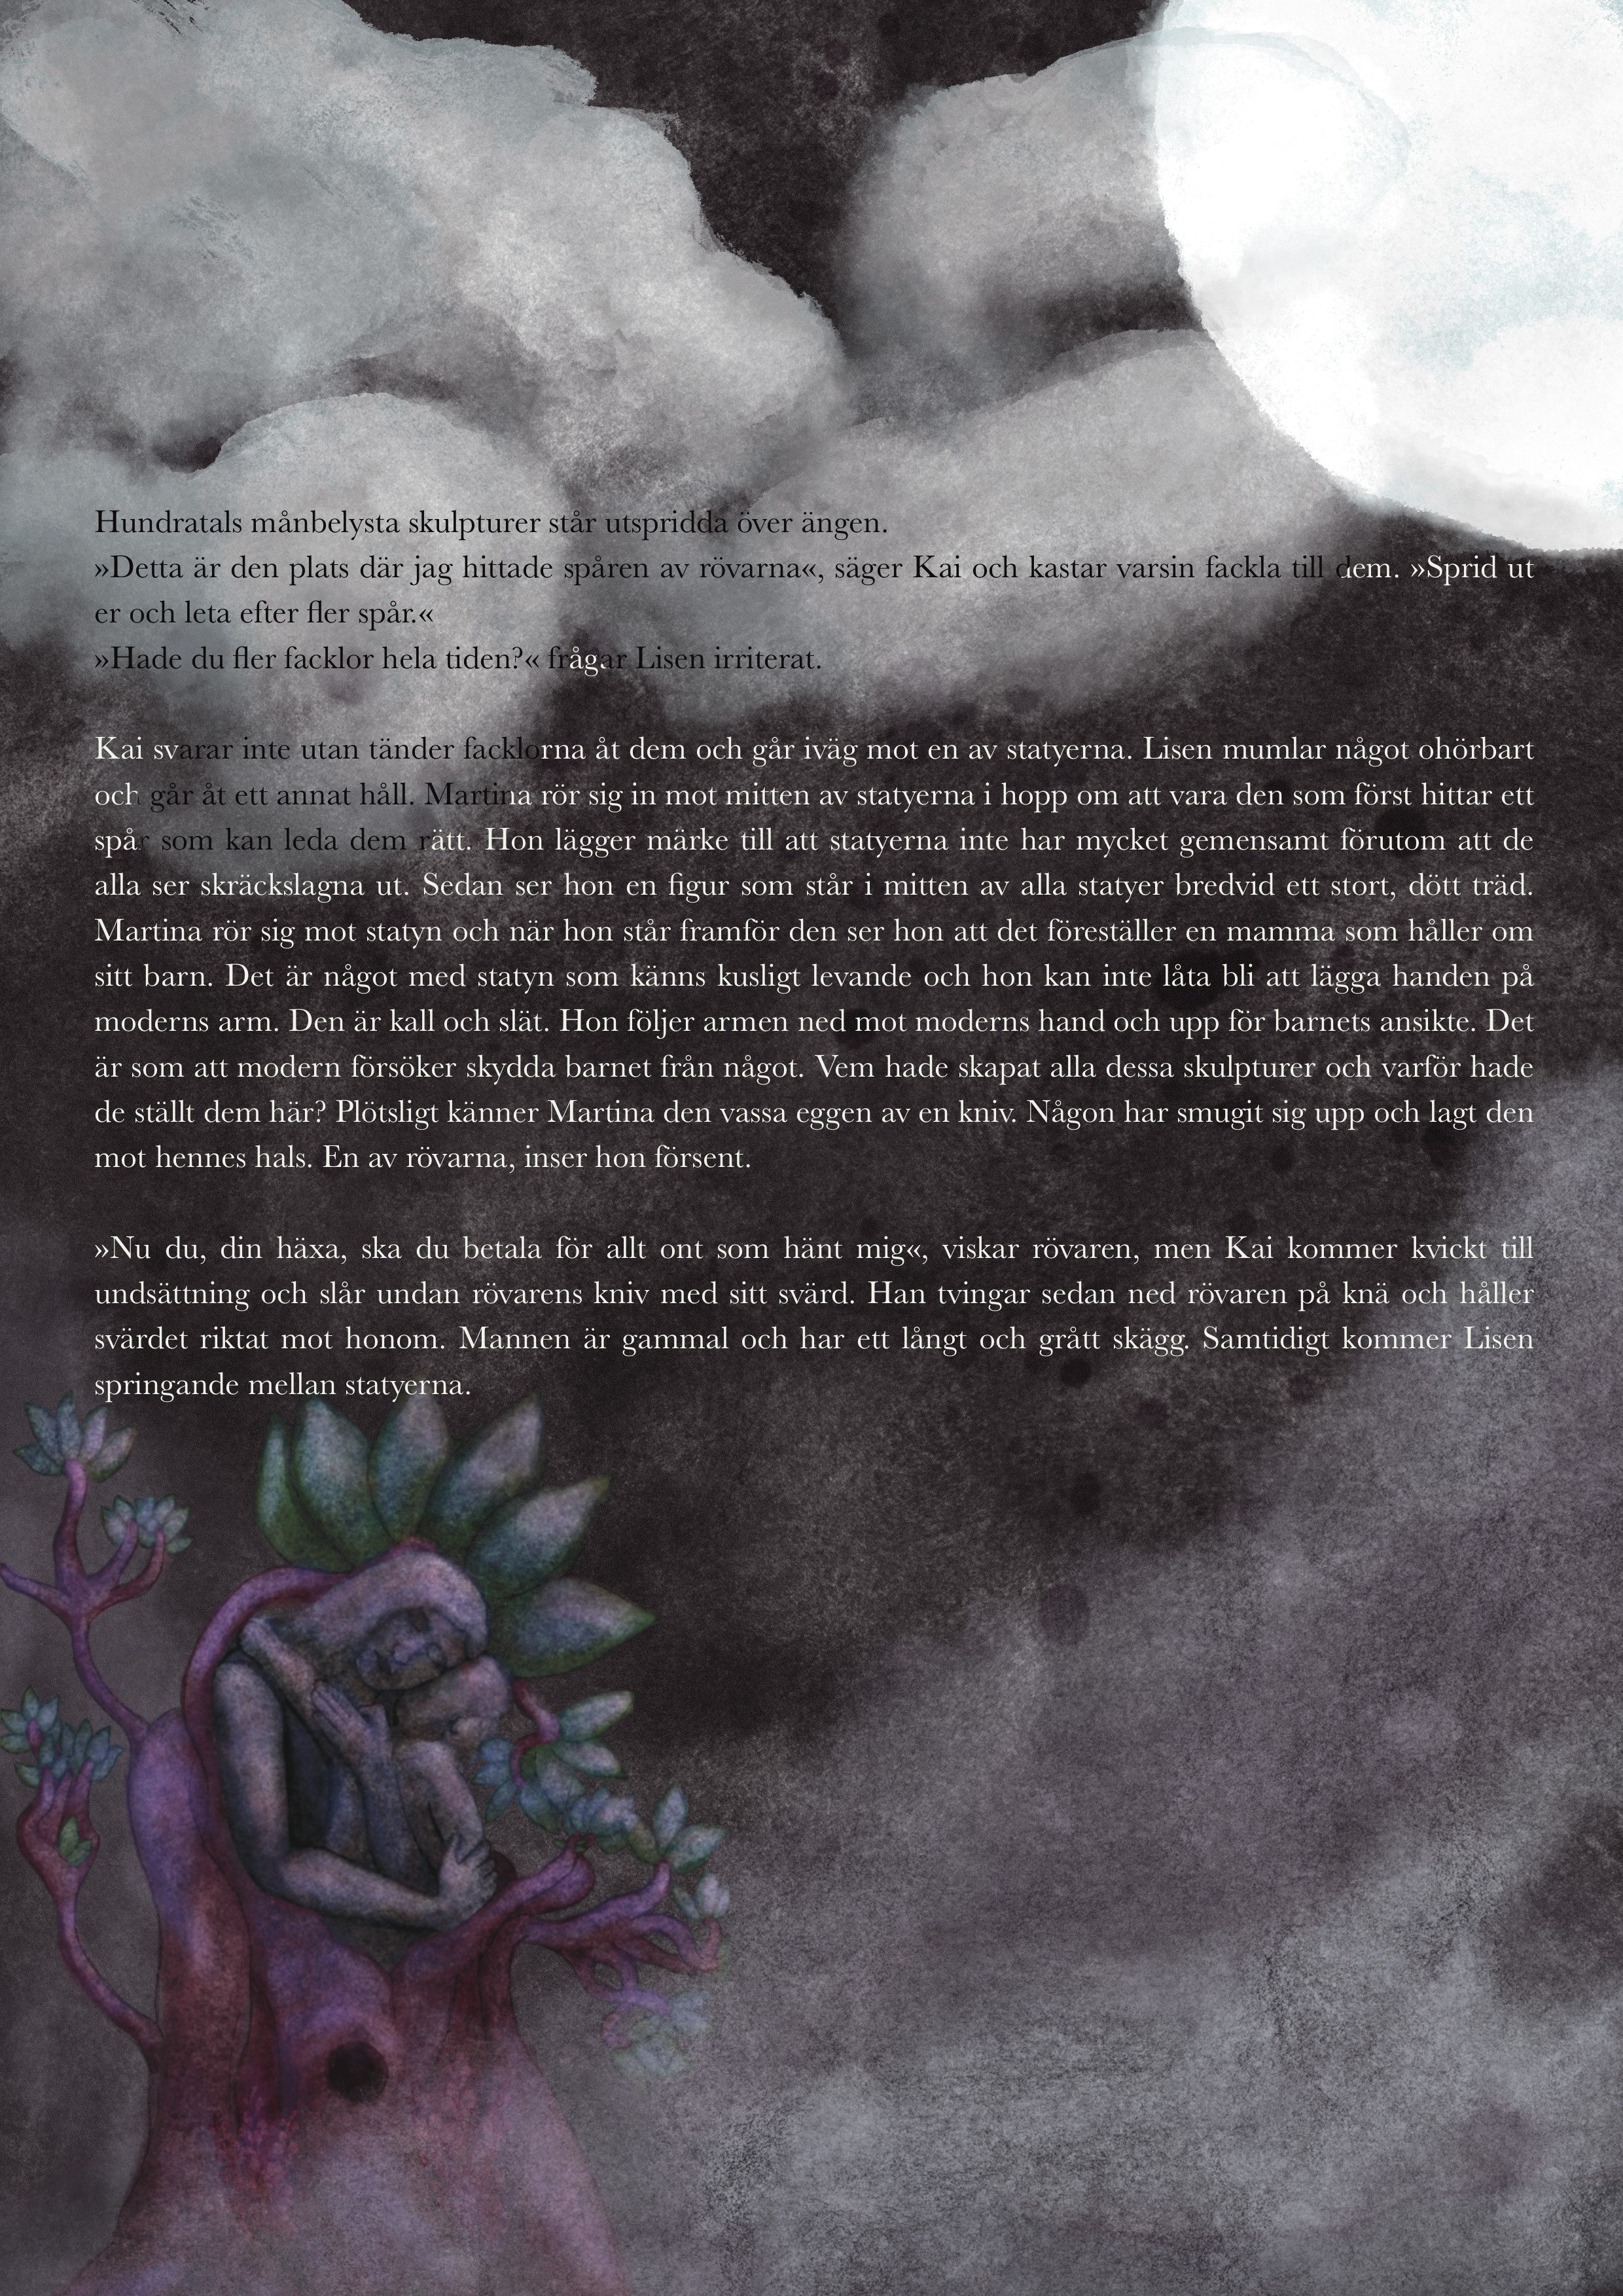 Hundratals månbelysta skulpturer står utspridda över ängen.
»Detta är den plats där jag hittade spåren av rövarna«, säger Kai och kastar varsin fackla till dem. »Sprid ut
er och leta efter fler spår.«
»Hade du fler facklor hela tiden?« frågar Lisen irriterat.
Kai svarar inte utan tänder facklorna åt dem och går iväg mot en av statyerna. Lisen mumlar något ohörbart
och går åt ett annat håll. Martina rör sig in mot mitten av statyerna i hopp om att vara den som först hittar ett
spår som kan leda dem rätt. Hon lägger märke till att statyerna inte har mycket gemensamt förutom att de
alla ser skräckslagna ut. Sedan ser hon en figur som står i mitten av alla statyer bredvid ett stort, dött träd.
Martina rör sig mot statyn och när hon står framför den ser hon att det föreställer en mamma som håller om
sitt barn. Det är något med statyn som känns kusligt levande och hon kan inte låta bli att lägga handen på
moderns arm. Den är kall och slät. Hon följer armen ned mot moderns hand och upp för barnets ansikte. Det
är som att modern försöker skydda barnet från något. Vem hade skapat alla dessa skulpturer och varför hade
de ställt dem här? Plötsligt känner Martina den vassa eggen av en kniv. Någon har smugit sig upp och lagt den
mot hennes hals. En av rövarna, inser hon försent.
»Nu du, din häxa, ska du betala för allt ont som hänt mig«, viskar rövaren, men Kai kommer kvickt till
undsättning och slår undan rövarens kniv med sitt svärd. Han tvingar sedan ned rövaren på knä och håller
svärdet riktat mot honom. Mannen är gammal och har ett långt och grått skägg. Samtidigt kommer Lisen
springande mellan statyerna.